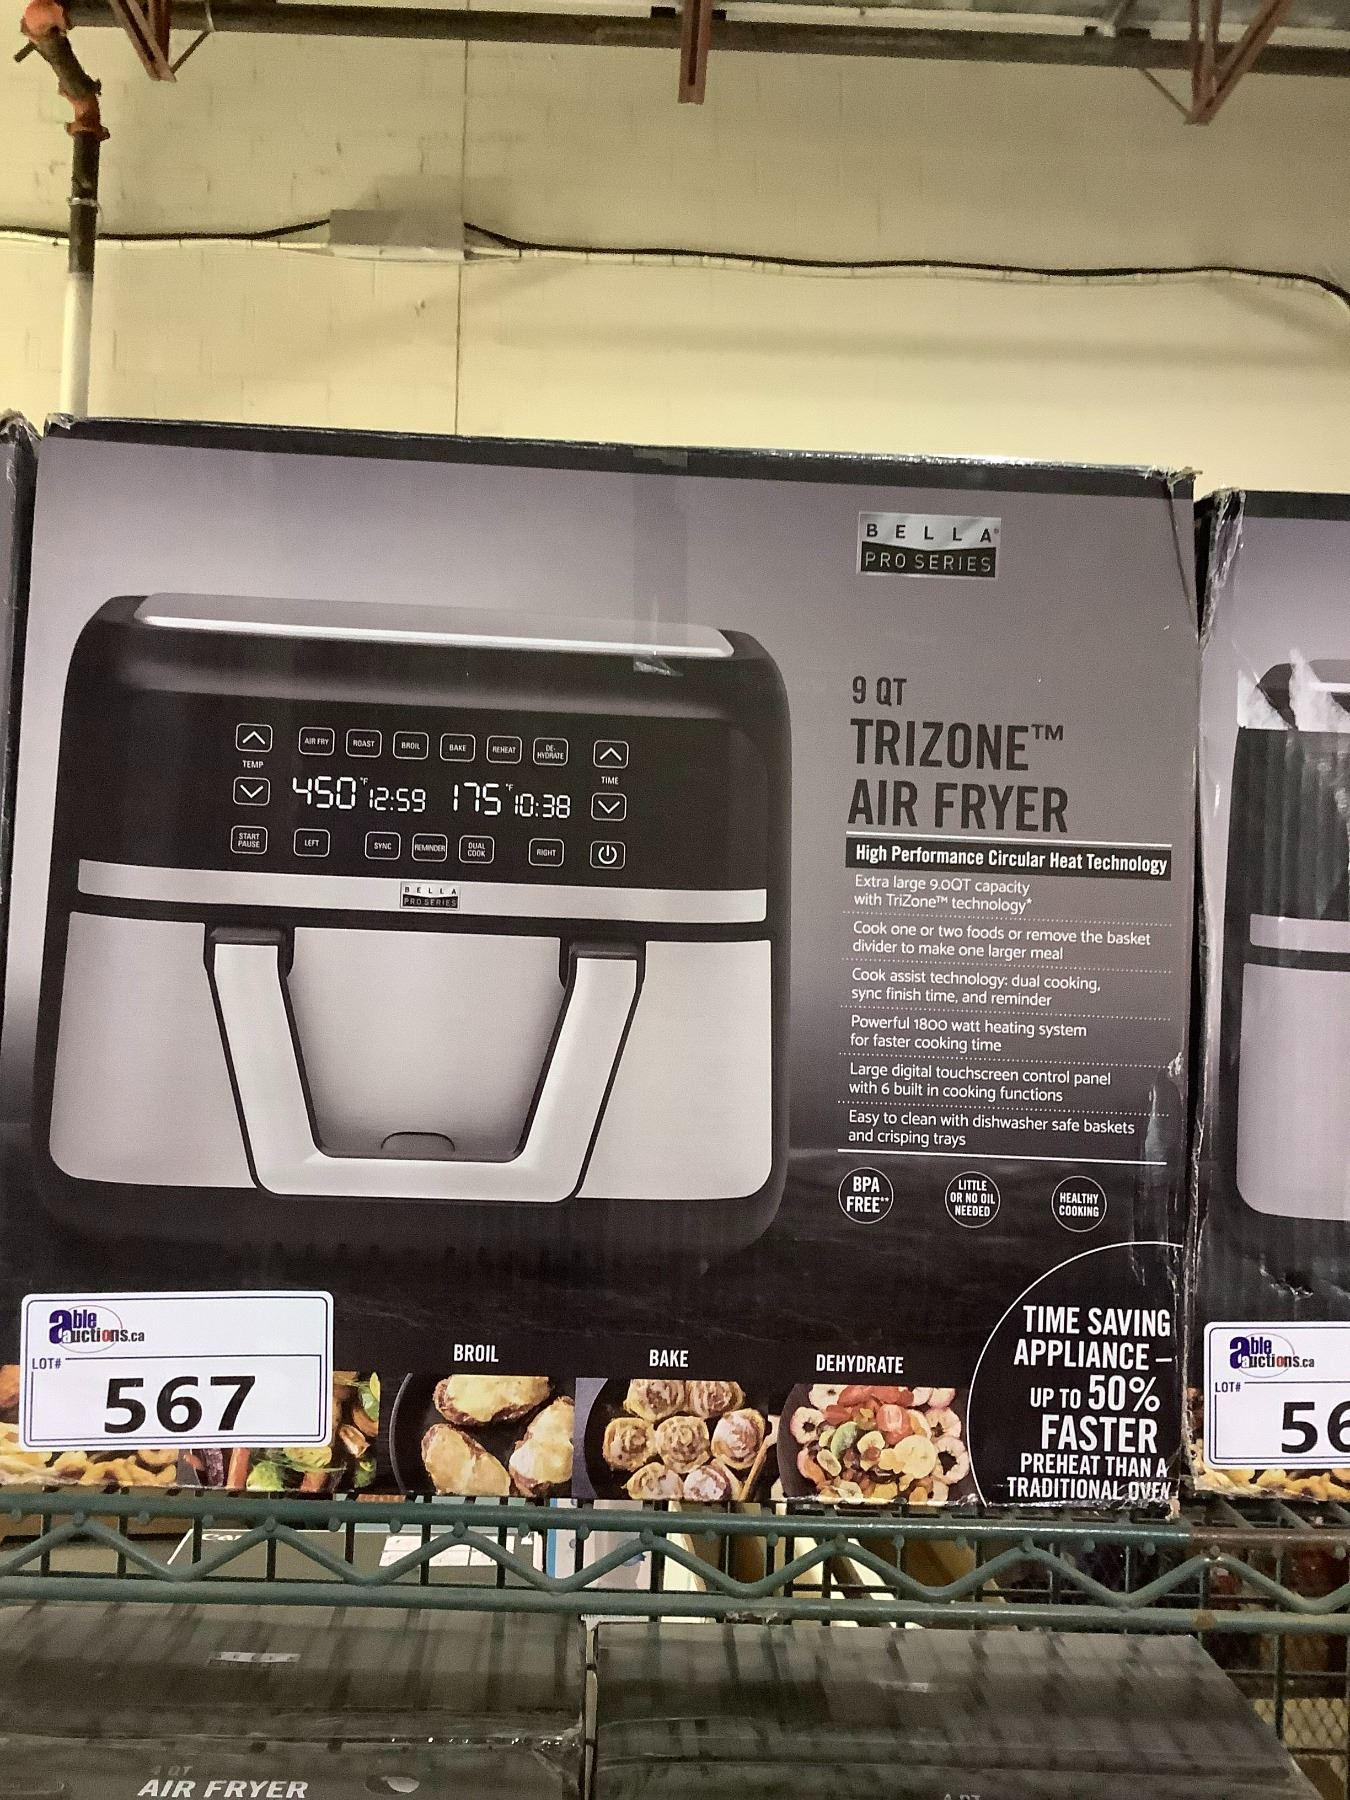 BELLA®
PRO SERIES
9 QT
TRIZONE™
AIR FRYER
High Performance Circular Heat Technology
Extra large 9.0QT capacity
with TriZone™ technology*
Cook one or two foods or remove the basket
divider to make one larger meal
Cook assist technology: dual cooking,
sync finish time, and reminder
Powerful 1800 watt heating system
for faster cooking time
Large digital touchscreen control panel
with 6 built in cooking functions
Easy to clean with dishwasher safe baskets
and crisping trays
BPA
FREE**
LITTLE
OR NO OIL
NEEDED
HEALTHY
COOKING
TIME SAVING
APPLIANCE –
UP TO 50%
FASTER
PREHEAT THAN A
TRADITIONAL OVEN
AIR FRY ROAST BROIL BAKE REHEAT DE-
HYDRATE
TEMP
TIME
450°F 12:59 175°F 10:38
START
PAUSE
LEFT
SYNC
REMINDER
DUAL
COOK
RIGHT
BELLA
PRO SERIES
BROIL
BAKE
DEHYDRATE
able
auctions.ca
LOT#
567
able
auctions.ca
LOT#
56
4 QT
AIR FRYER